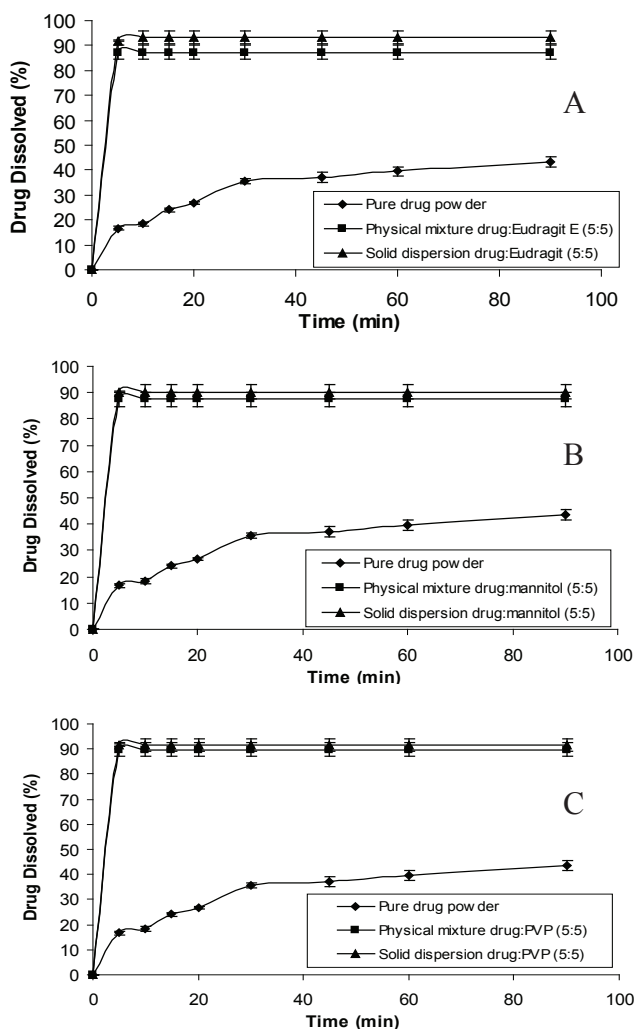 100
90
80
70
60
50
40
30
20
10
0
Drug Dissolved (%)
A
Pure drug powder
Physical mixture drug:Eudragit E (5:5)
Solid dispersion drug:Eudragit (5:5)
0 20 40 60 80 100
Time (min)
100
90
80
70
60
50
40
30
20
10
0
Drug Dissolved (%)
B
Pure drug powder
Physical mixture drug:mannitol (5:5)
Solid dispersion drug:mannitol (5:5)
0 20 40 60 80 100
Time (min)
100
90
80
70
60
50
40
30
20
10
0
Drug Dissolved (%)
C
Pure drug powder
Physical mixture drug:PVP (5:5)
Solid dispersion drug:PVP (5:5)
0 20 40 60 80 100
Time (min)